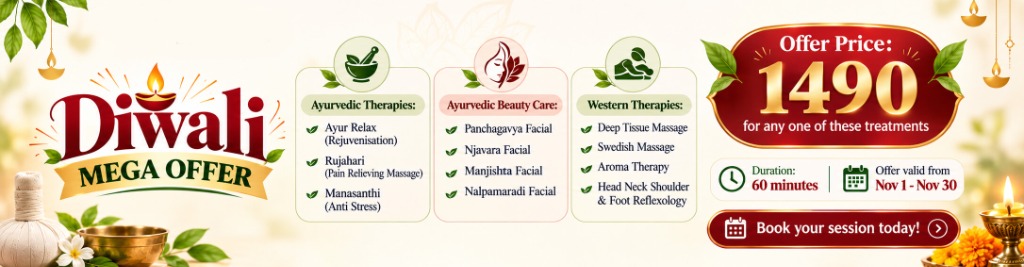 Diwali
MEGA OFFER
Ayurvedic Therapies:
Ayur Relax
(Rejuvenisation)
Rujahari
(Pain Relieving Massage)
Manasanthi
(Anti Stress)
Ayurvedic Beauty Care:
Panchagavya Facial
Njavara Facial
Manjishta Facial
Nalpamaradi Facial
Western Therapies:
Deep Tissue Massage
Swedish Massage
Aroma Therapy
Head Neck Shoulder
& Foot Reflexology
Offer Price:
1490
for any one of these treatments
Duration:
60 minutes
Offer valid from
Nov 1 - Nov 30
Book your session today!